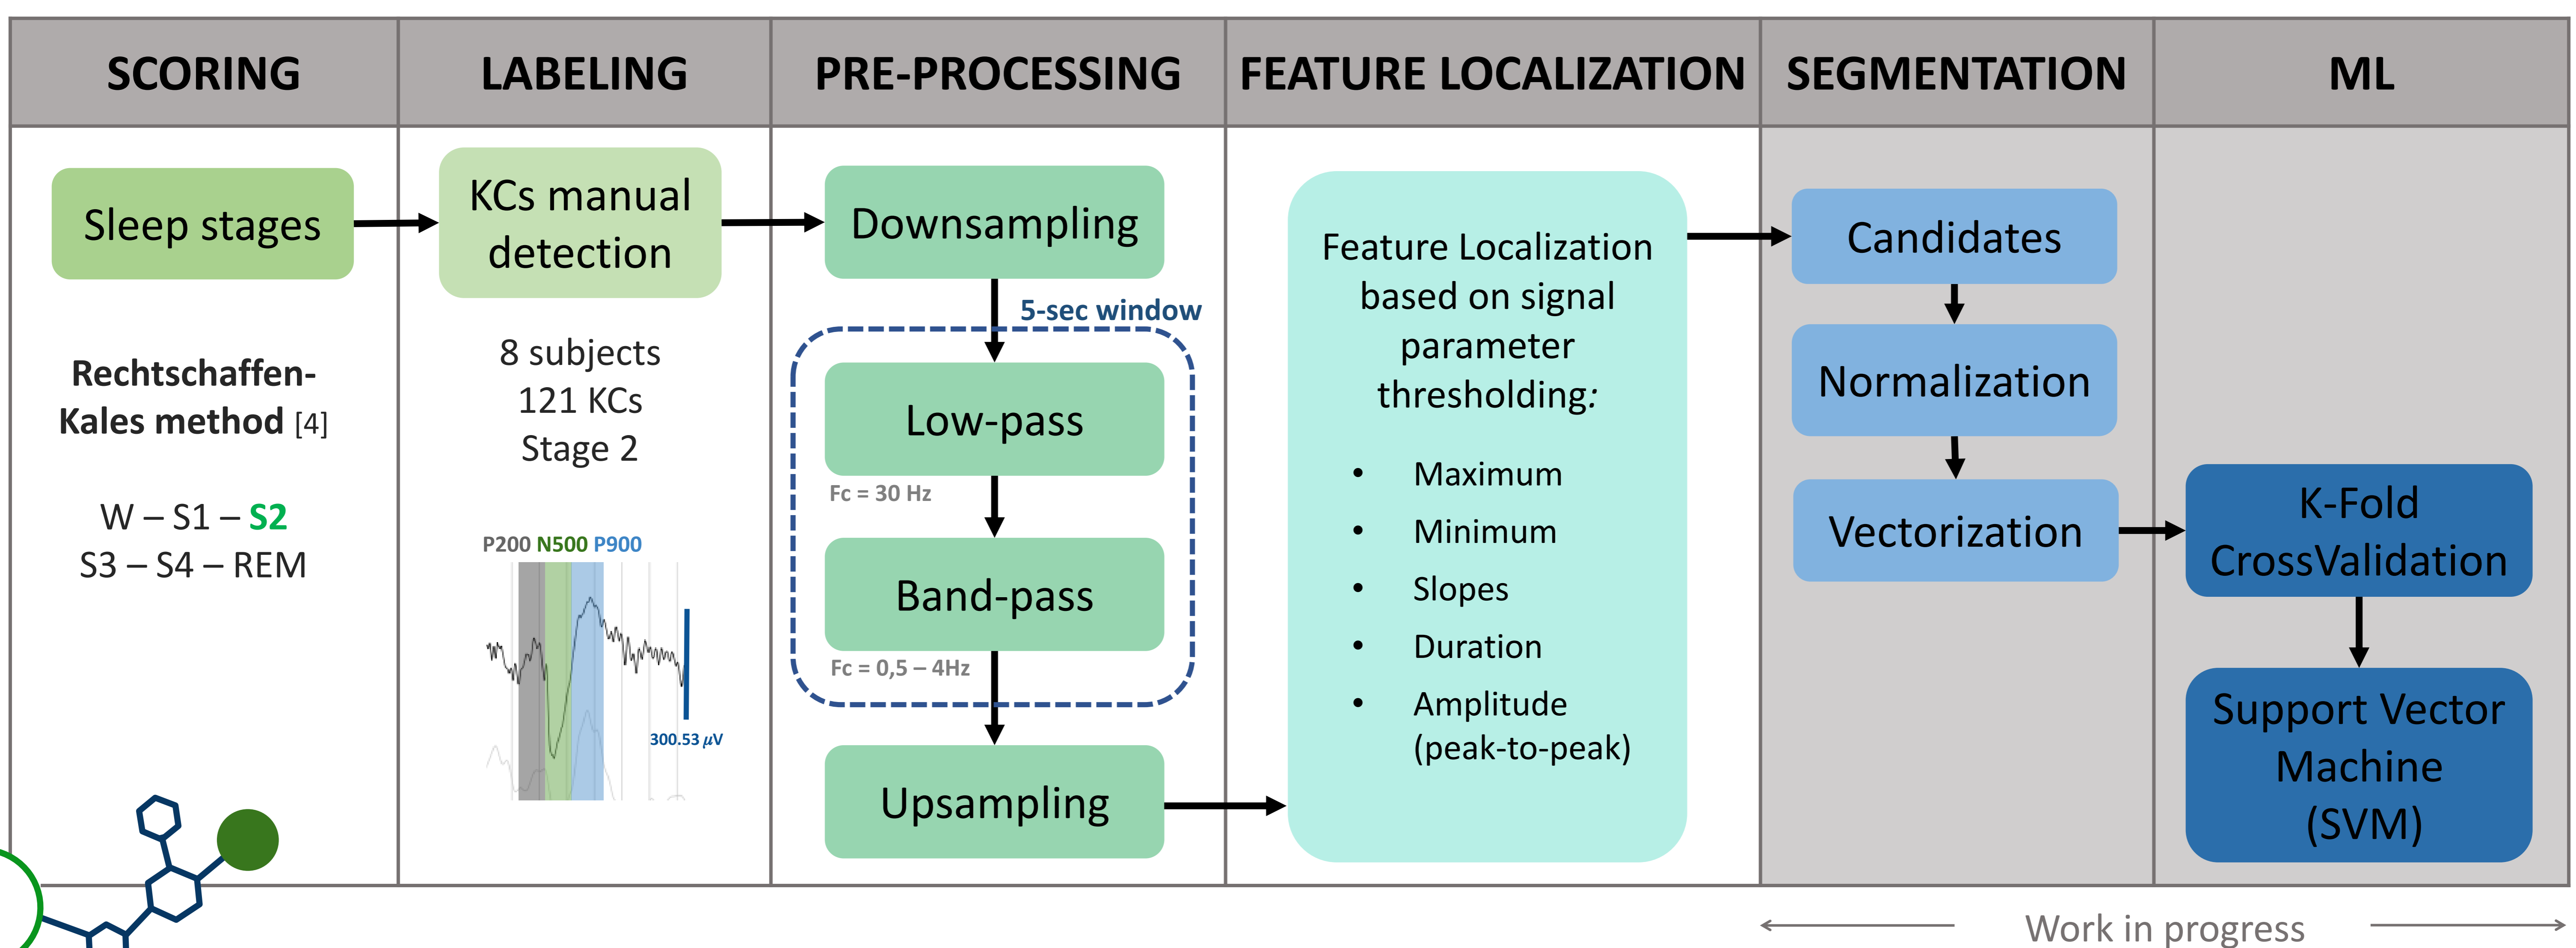 SCORING
LABELING
PRE-PROCESSING
FEATURE LOCALIZATION
SEGMENTATION
ML
Sleep stages
Rechtschaffen-
Kales method [4]
W – S1 – S2
S3 – S4 – REM
KCs manual
detection
8 subjects
121 KCs
Stage 2
P200 N500 P900
300.53 µV
Downsampling
5-sec window
Low-pass
Fc = 30 Hz
Band-pass
Fc = 0,5 – 4Hz
Upsampling
Feature Localization
based on signal
parameter
thresholding:
• Maximum
• Minimum
• Slopes
• Duration
• Amplitude
(peak-to-peak)
Candidates
Normalization
Vectorization
K-Fold
CrossValidation
Support Vector
Machine
(SVM)
Work in progress